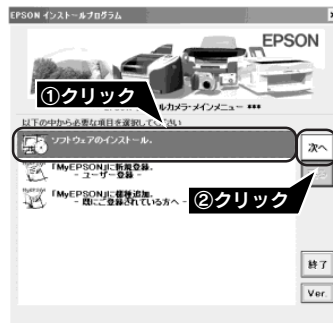 EPSON インストールプログラム
EPSON
①クリック
ルカメラ・メインメニュー ***
以下の中から必要な項目を選択して ださい
ソフトウェアのインストール。
次へ
「MyEPSON」に新規登録。
- ユーザー登録 -
「MyEPSON」に機種追加。
- 既にご登録されている方へ -
②クリック
終了
Ver.